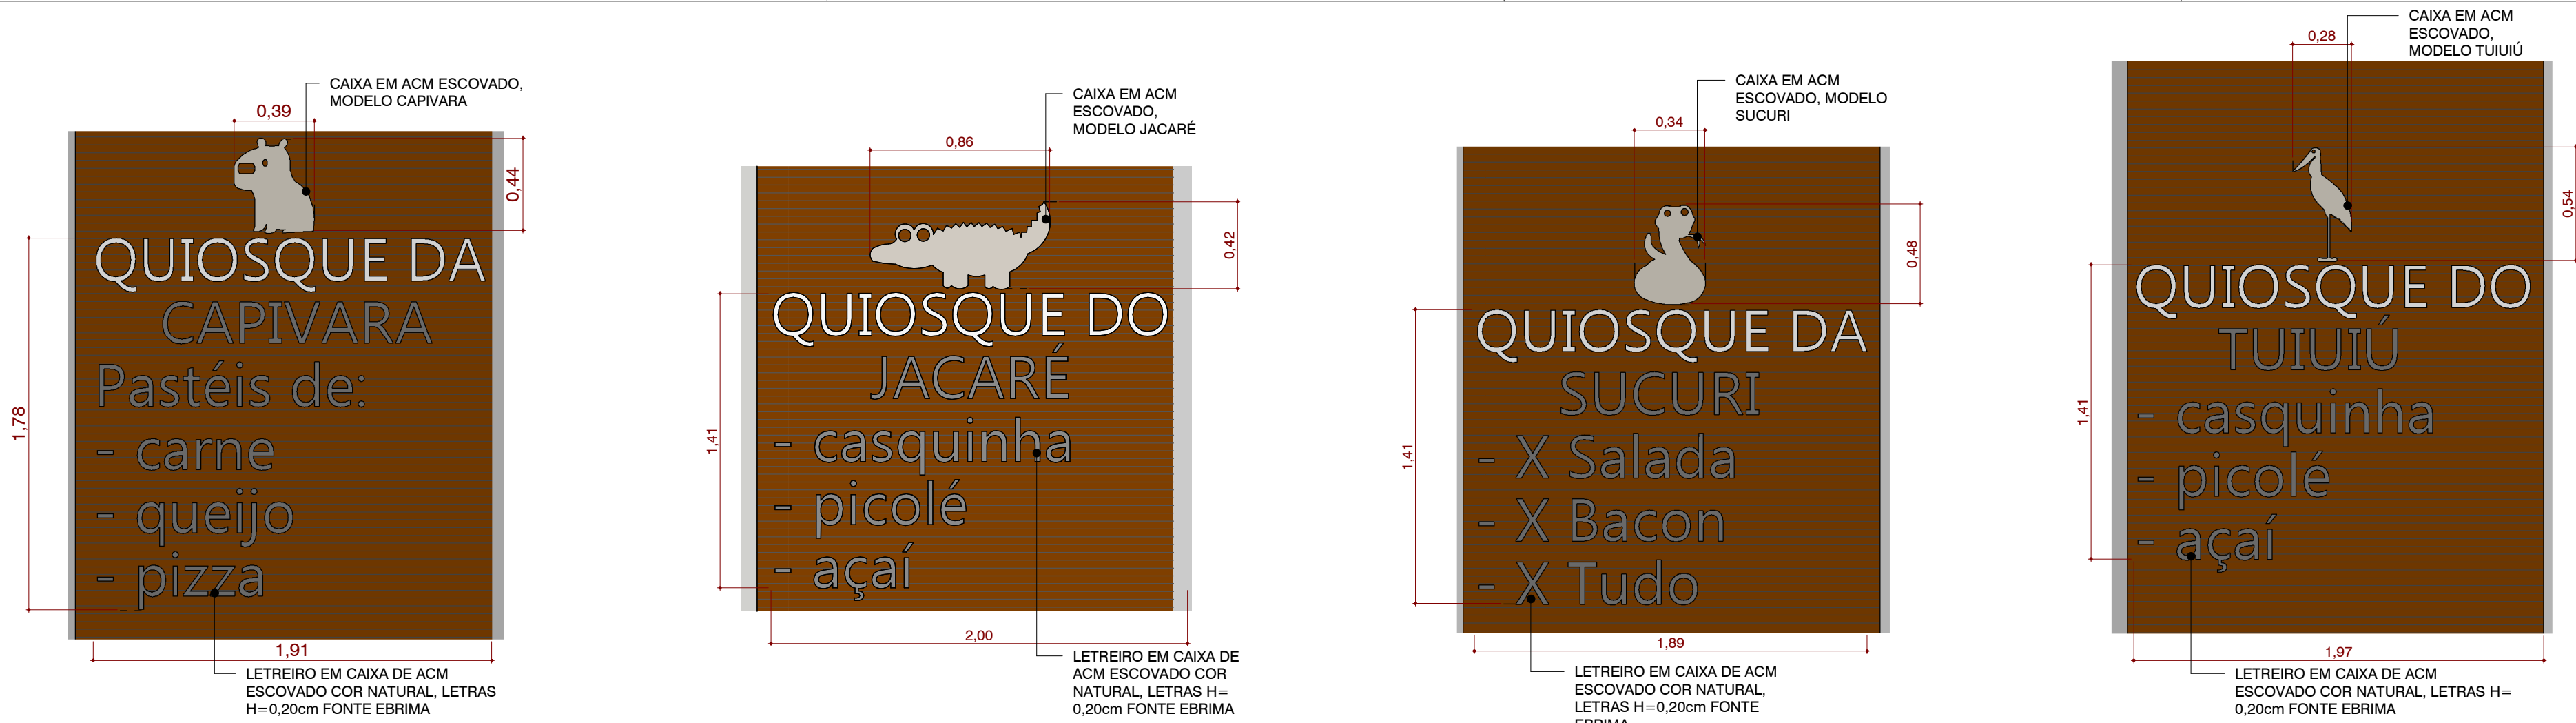 CAIXA EM ACM ESCOVADO,
MODELO CAPIVARA
0,39
0,44
QUIOSQUE DA
CAPIVARA
Pastéis de:
- carne
- queijo
- pizza
1,78
1,91
LETREIRO EM CAIXA DE ACM
ESCOVADO COR NATURAL, LETRAS
H=0,20cm FONTE EBRIMA
CAIXA EM ACM
ESCOVADO,
MODELO JACARÉ
0,86
0,42
QUIOSQUE DO
JACARÉ
- casquinha
- picolé
- açaí
1,41
2,00
LETREIRO EM CAIXA DE
ACM ESCOVADO COR
NATURAL, LETRAS H=
0,20cm FONTE EBRIMA
CAIXA EM ACM
ESCOVADO, MODELO
SUCURI
0,34
0,48
QUIOSQUE DA
SUCURI
- X Salada
- X Bacon
- X Tudo
1,41
1,89
LETREIRO EM CAIXA DE ACM
ESCOVADO COR NATURAL,
LETRAS H=0,20cm FONTE
EBRIMA
CAIXA EM ACM
ESCOVADO,
MODELO TUIUIÚ
0,28
0,54
QUIOSQUE DO
TUIUIÚ
- casquinha
- picolé
- açaí
1,41
1,97
LETREIRO EM CAIXA DE ACM
ESCOVADO COR NATURAL, LETRAS H=
0,20cm FONTE EBRIMA